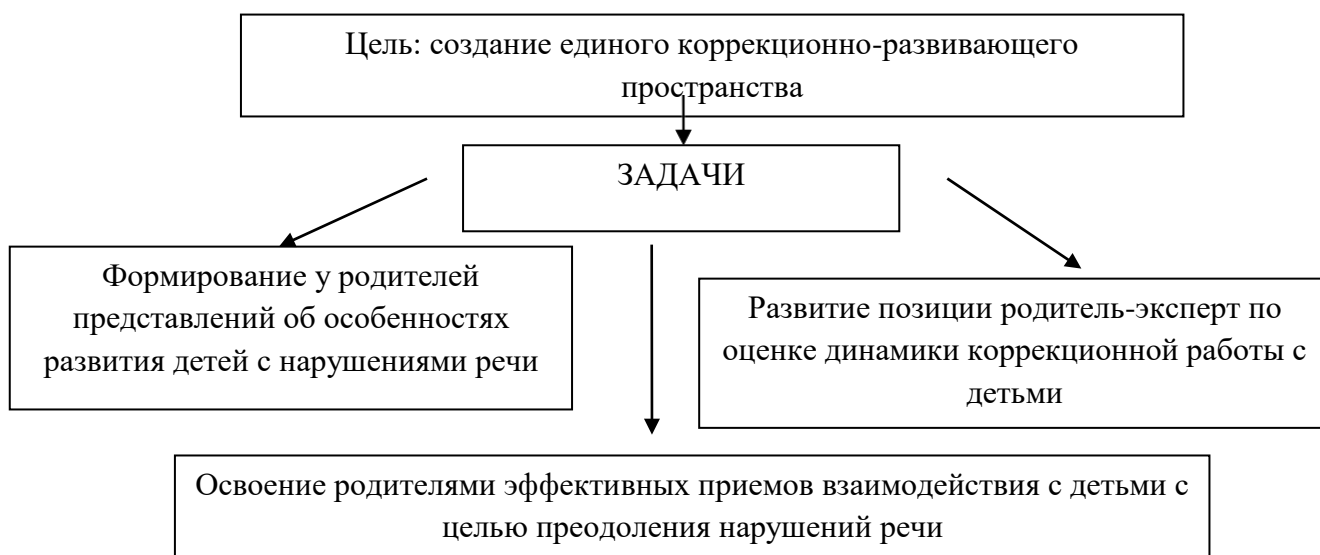 Цель: создание единого коррекционно-развивающего
пространства
ЗАДАЧИ
Формирование у родителей
представлений об особенностях
развития детей с нарушениями речи
Развитие позиции родитель-эксперт по
оценке динамики коррекционной работы с
детьми
Освоение родителями эффективных приемов взаимодействия с детьми с
целью преодоления нарушений речи